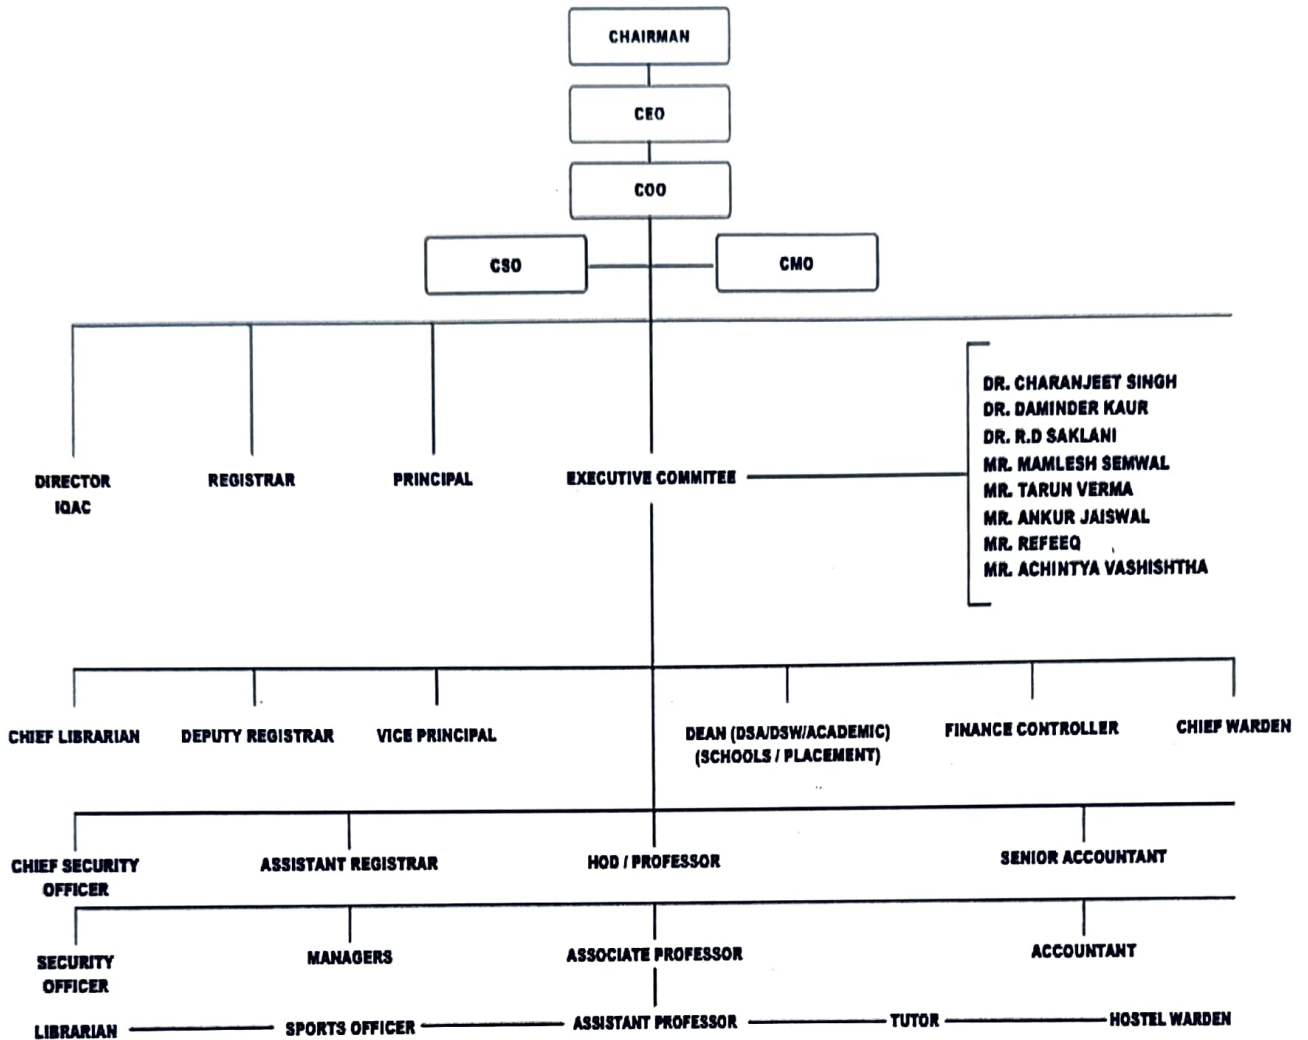 CHAIRMAN
CEO
COO
CSO
CMO
DR. CHARANJEET SINGH
DR. DAMINDER KAUR
DR. R.D SAKLANI
MR. MAMLESH SEMWAL
MR. TARUN VERMA
MR. ANKUR JAISWAL
MR. REFEEQ
MR. ACHINTYA VASHISHTHA
DIRECTOR
IQAC
REGISTRAR
PRINCIPAL
EXECUTIVE COMMITEE
CHIEF LIBRARIAN
DEPUTY REGISTRAR
VICE PRINCIPAL
DEAN (DSA/DSW/ACADEMIC)
(SCHOOLS / PLACEMENT)
FINANCE CONTROLLER
CHIEF WARDEN
CHIEF SECURITY
OFFICER
ASSISTANT REGISTRAR
HOD / PROFESSOR
SENIOR ACCOUNTANT
SECURITY
OFFICER
MANAGERS
ASSOCIATE PROFESSOR
ACCOUNTANT
LIBRARIAN
SPORTS OFFICER
ASSISTANT PROFESSOR
TUTOR
HOSTEL WARDEN